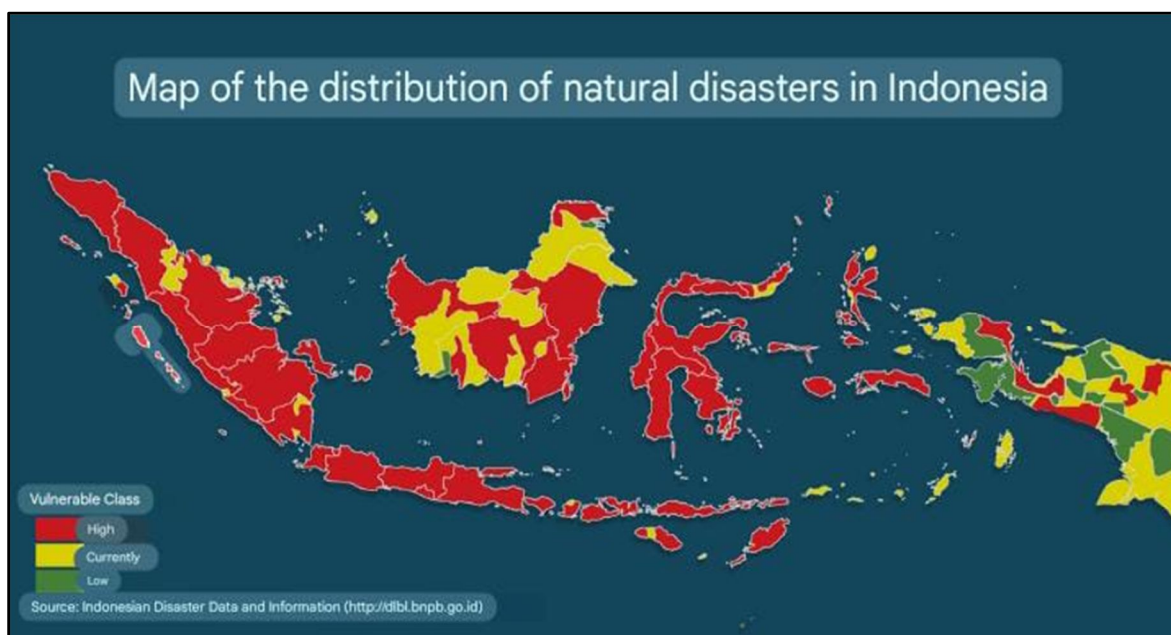 Map of the distribution of natural disasters in Indonesia
Vulnerable Class
High
Currently
Low
Source: Indonesian Disaster Data and Information (http://dlbl.bnpb.go.id)